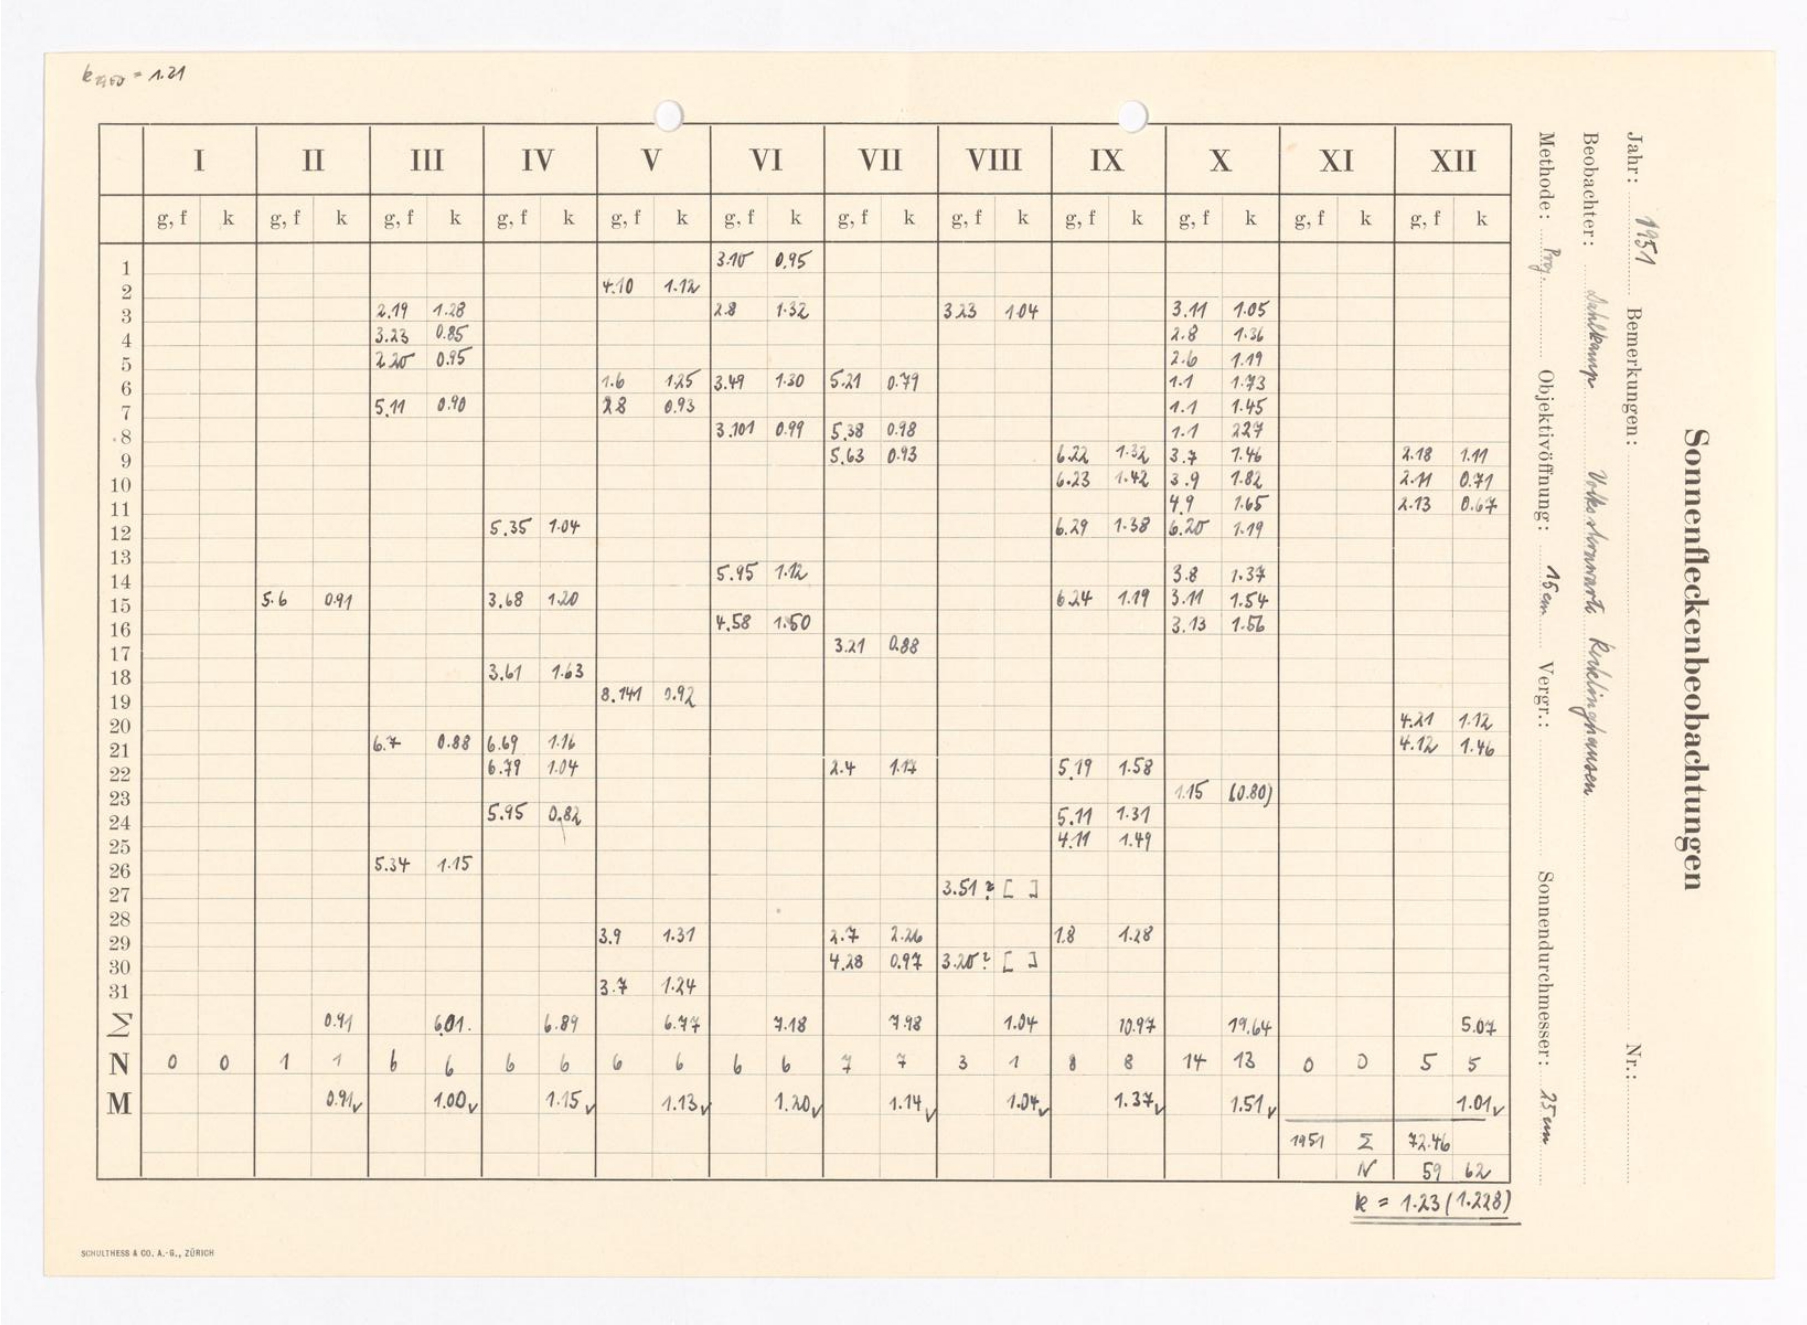 k₁₉₅₀ = 1.21
I II III IV V VI VII VIII IX X XI XII
g, f k g, f k g, f k g, f k g, f k g, f k g, f k g, f k g, f k g, f k g, f k g, f k
1 3.10 0.95
2 4.10 1.12
3 2.19 1.28 2.8 1.32 3.23 1.04 3.11 1.05
4 3.23 0.85 2.8 1.36
5 2.20 0.95 2.6 1.19
6 1.6 1.25 3.49 1.30 5.21 0.79 1.1 1.73
7 5.11 0.90 2.8 0.93 1.1 1.45
8 3.101 0.99 5.38 0.98 1.1 2.27
9 5.63 0.93 6.22 1.32 3.7 1.46 2.18 1.11
10 6.23 1.42 3.9 1.82 2.11 0.71
11 4.9 1.65 2.13 0.67
12 5.35 1.04 6.29 1.38 6.20 1.19
13
14 5.95 1.12 3.8 1.37
15 5.6 0.91 3.68 1.20 6.24 1.19 3.11 1.54
16 4.58 1.50 3.13 1.56
17 3.21 0.88
18 3.61 1.63
19 8.141 0.92
20 4.21 1.12
21 6.7 0.88 6.69 1.16 4.12 1.46
22 6.79 1.04 2.4 1.17 5.19 1.58
23 1.15 (0.80)
24 5.95 0.82 5.11 1.31
25 4.11 1.49
26 5.34 1.15
27 3.51? [ ]
28
29 3.9 1.31 2.7 2.26 1.8 1.28
30 4.28 0.97 3.20? [ ]
31 3.7 1.24
Σ 0.91 6.01. 6.89 6.77 7.18 7.98 1.04 10.97 19.64 5.07
N 0 0 1 1 6 6 6 6 6 6 6 6 7 7 3 1 8 8 14 13 0 0 5 5
M 0.91✓ 1.00✓ 1.15✓ 1.13✓ 1.20✓ 1.14✓ 1.04✓ 1.37✓ 1.51✓ 1.01✓
1951 Σ 72.46
N 59 62
k = 1.23 (1.228)
SCHULTHESS & CO. A.-G., ZÜRICH
Sonnenfleckenbeobachtungen
Jahr: 1951 Bemerkungen: Nr.:
Beobachter: Dahlkamp Volkssternwarte Recklinghausen
Methode: Proj. Objektivöffnung: 15 cm Vergr.: Sonnendurchmesser: 25 cm